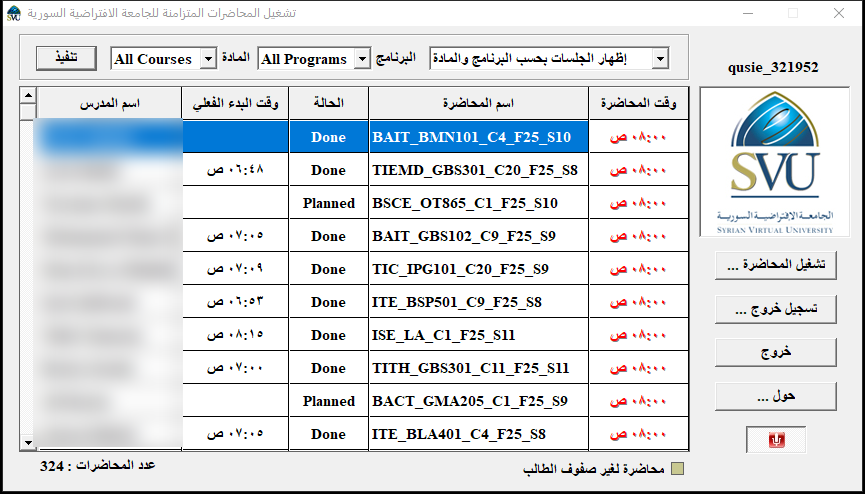 تشغيل المحاضرات المتزامنة للجامعة الافتراضية السورية
إظهار الجلسات بحسب البرنامج والمادة البرنامج All Programs المادة All Courses تنفيذ
qusie_321952
وقت المحاضرة اسم المحاضرة الحالة وقت البدء الفعلي اسم المدرس
٠٨:٠٠ ص BAIT_BMN101_C4_F25_S10 Done
٠٨:٠٠ ص TIEMD_GBS301_C20_F25_S8 Done ٠٦:٤٨ ص
٠٨:٠٠ ص BSCE_OT865_C1_F25_S10 Planned
٠٨:٠٠ ص BAIT_GBS102_C9_F25_S9 Done ٠٧:٠٥ ص
٠٨:٠٠ ص TIC_IPG101_C20_F25_S9 Done ٠٧:٠٩ ص
٠٨:٠٠ ص ITE_BSP501_C9_F25_S8 Done ٠٦:٥٣ ص
٠٨:٠٠ ص ISE_LA_C1_F25_S11 Done ٠٨:١٥ ص
٠٨:٠٠ ص TITH_GBS301_C11_F25_S11 Done ٠٧:٠٠ ص
٠٨:٠٠ ص BACT_GMA205_C1_F25_S9 Planned
٠٨:٠٠ ص ITE_BLA401_C4_F25_S8 Done ٠٧:٠٥ ص
SVU
الجامعة الافتراضية السورية
SYRIAN VIRTUAL UNIVERSITY
تشغيل المحاضرة ...
تسجيل خروج ...
خروج
حول ...
محاضرة لغير صفوف الطالب
عدد المحاضرات : 324